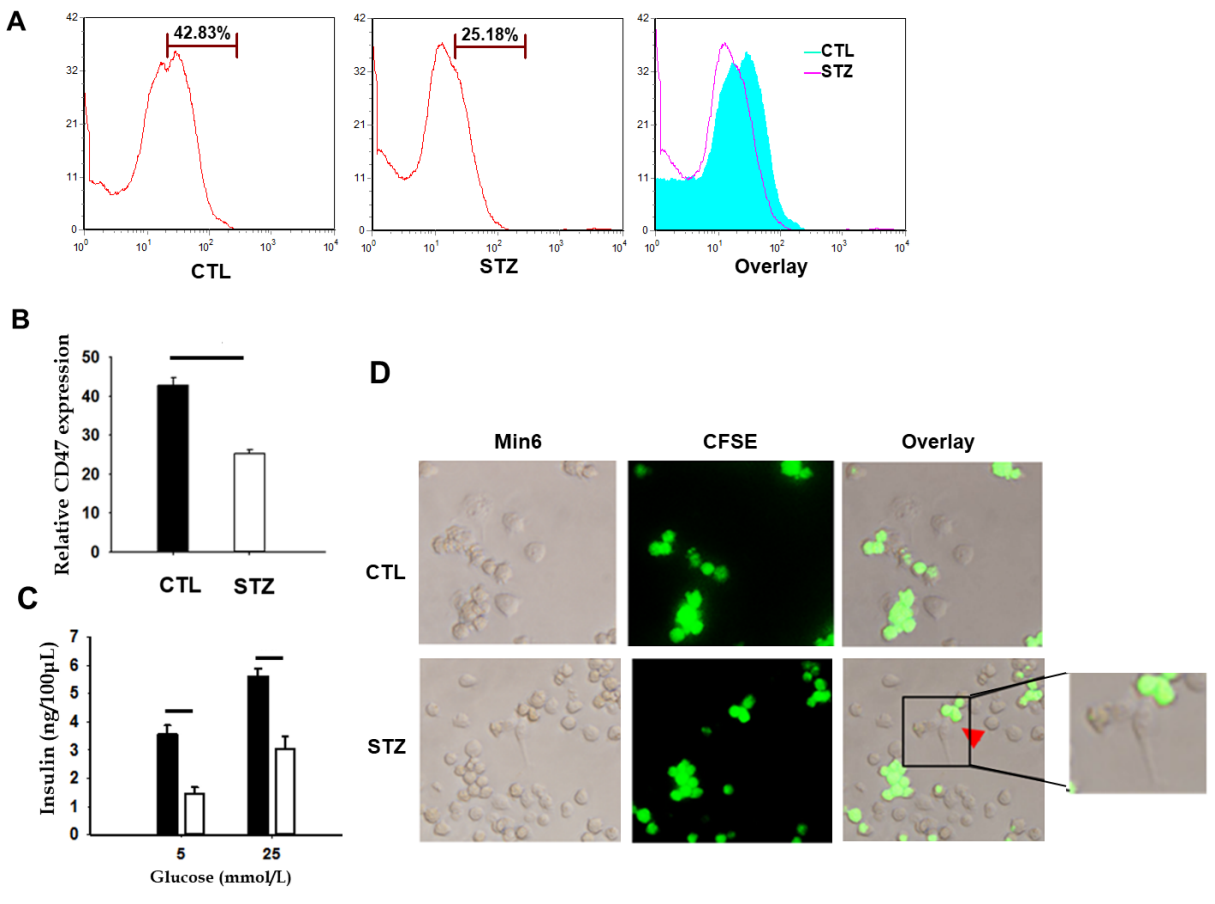 A
42.83%
42
32
21
11
0
10^0 10^1 10^2 10^3 10^4
CTL
25.18%
42
32
21
11
0
10^0 10^1 10^2 10^3 10^4
STZ
CTL
STZ
42
32
21
11
0
10^0 10^1 10^2 10^3 10^4
Overlay
B
Relative CD47 expression
50
40
30
20
10
0
CTL STZ
C
Insulin (ng/100μL)
7
6
5
4
3
2
1
0
5 25
Glucose (mmol/L)
D
Min6 CFSE Overlay
CTL
STZ